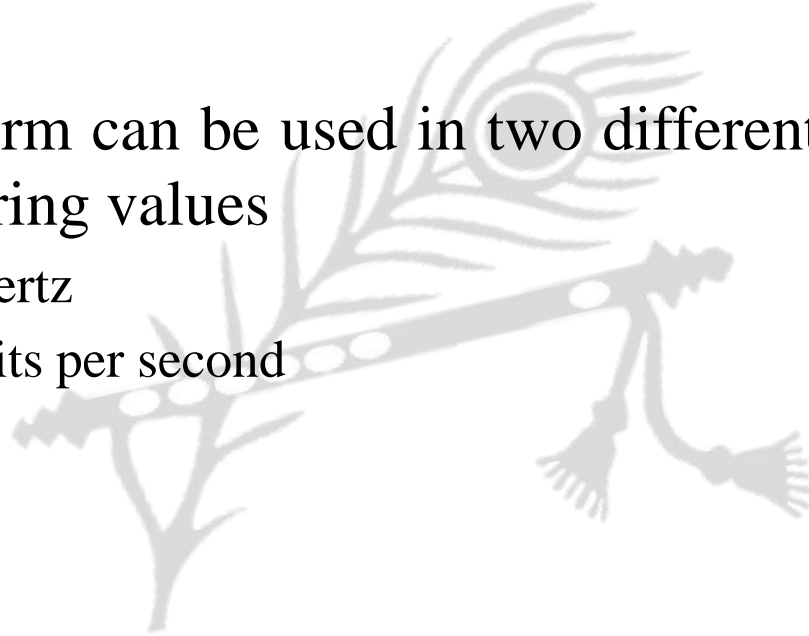 rm can be used in two different
ring values
ertz
its per second